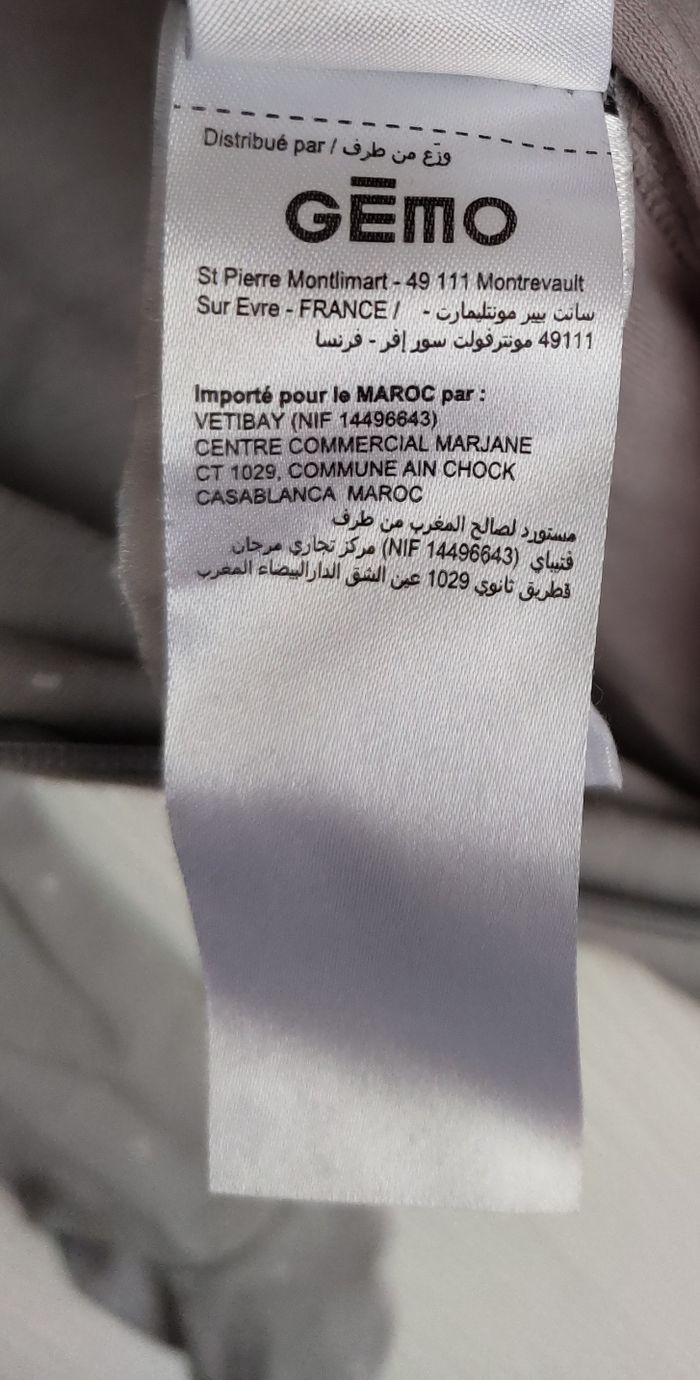 Distribué par / وزّع من طرف
GĒMO
St Pierre Montlimart - 49 111 Montrevault
Sur Evre - FRANCE / سانت بيير مونتليمارت -
49111 مونترفولت سور إفر - فرنسا
Importé pour le MAROC par :
VETIBAY (NIF 14496643)
CENTRE COMMERCIAL MARJANE
CT 1029, COMMUNE AIN CHOCK
CASABLANCA MAROC
مستورد لصالح المغرب من طرف
فتيباي (NIF 14496643) مركز تجاري مرجان
قطريق ثانوي 1029 عين الشق الدارالبيضاء المغرب